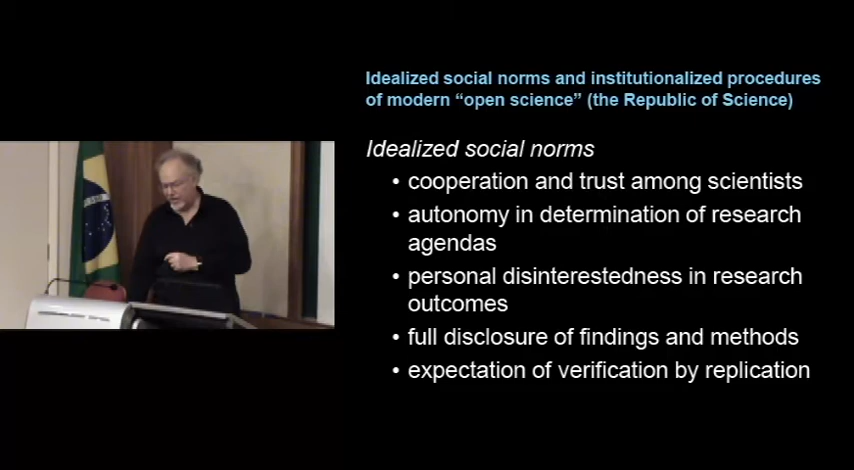 Idealized social norms and institutionalized procedures
of modern “open science” (the Republic of Science)
Idealized social norms
• cooperation and trust among scientists
• autonomy in determination of research
agendas
• personal disinterestedness in research
outcomes
• full disclosure of findings and methods
• expectation of verification by replication